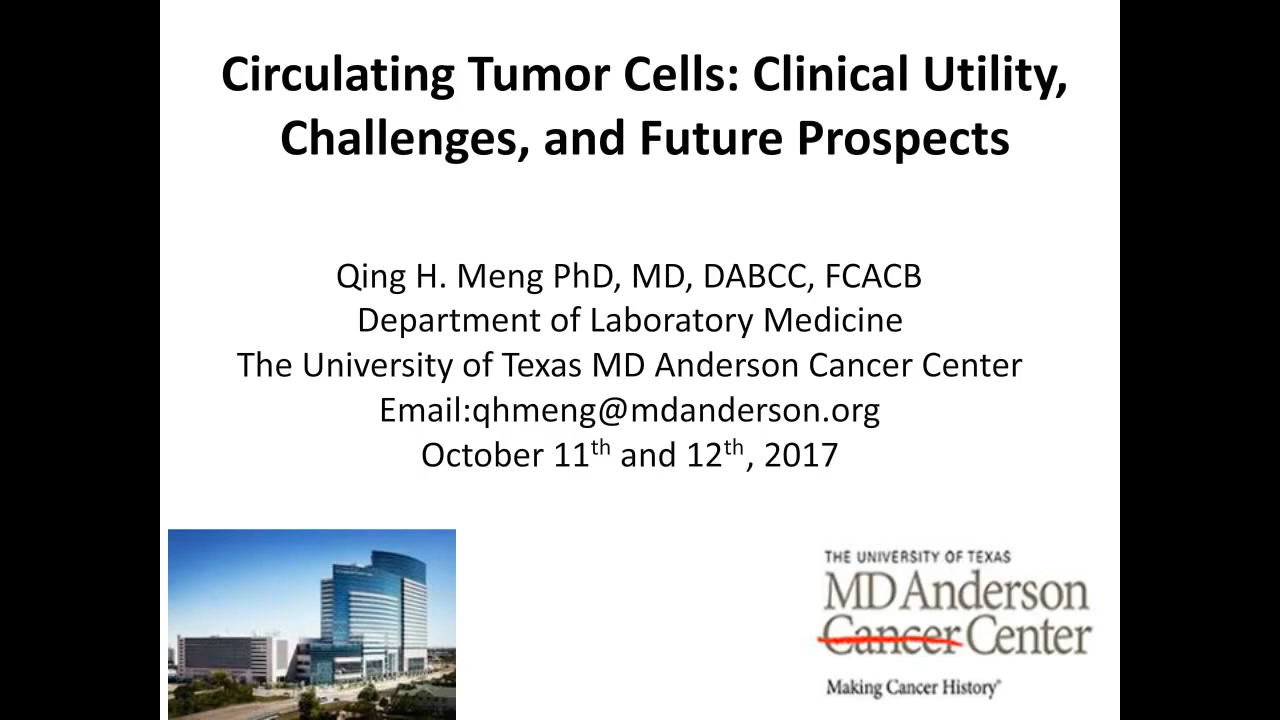 Circulating Tumor Cells: Clinical Utility,
Challenges, and Future Prospects
Qing H. Meng PhD, MD, DABCC, FCACB
Department of Laboratory Medicine
The University of Texas MD Anderson Cancer Center
Email:qhmeng@mdanderson.org
October 11th and 12th, 2017
THE UNIVERSITY OF TEXAS
MD Anderson
Cancer Center
Making Cancer History®